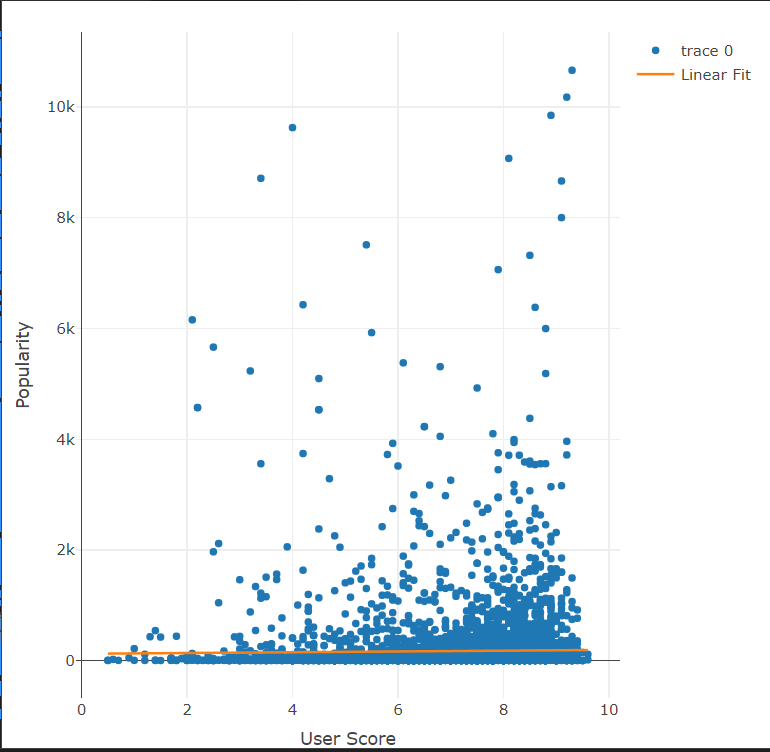 trace 0
Linear Fit
10k
8k
6k
4k
2k
0
0 2 4 6 8 10
Popularity
User Score